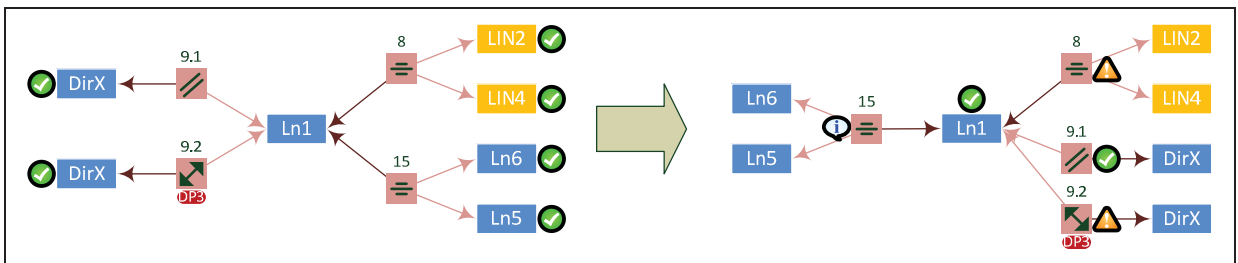 9.1
DirX
9.2
DirX
DP3
Ln1
8
LIN2
LIN4
15
Ln6
Ln5
Ln6
Ln5
i
15
Ln1
8
LIN2
LIN4
9.1
DirX
9.2
DirX
DP3